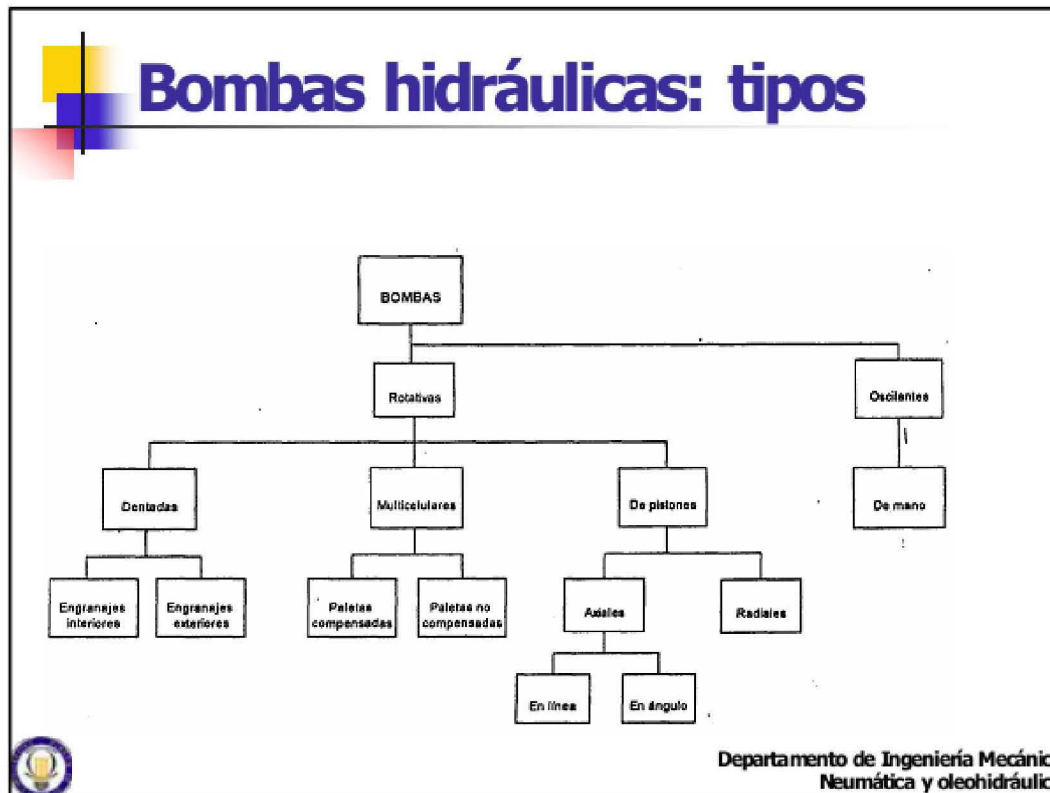 Bombas hidráulicas: tipos
BOMBAS
Rotativas
Oscilantes
Dentadas
Multicelulares
De pistones
De mano
Engranajes
interiores
Engranajes
exteriores
Paletas
compensadas
Paletas no
compensadas
Axiales
Radiales
En línea
En ángulo
Departamento de Ingeniería Mecánic
Neumática y oleohidráulic